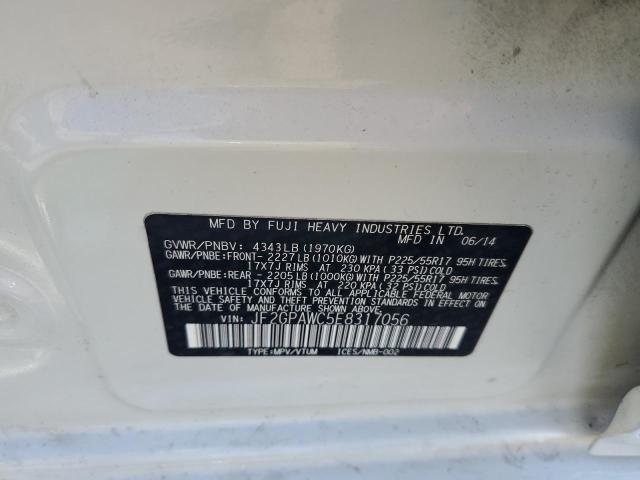 MFD BY FUJI HEAVY INDUSTRIES LTD.
MFD IN 06/14
GVWR/PNBV: 4343LB (1970KG)
GAWR/PNBE:FRONT- 2227LB (1010KG) WITH P225/55R17 95H TIRES
17X7J RIMS AT 230 KPA (33 PSI) COLD
GAWR/PNBE:REAR - 2205LB (1000KG) WITH P225/55R17 95H TIRES
17X7J RIMS AT 220 KPA (32 PSI) COLD
THIS VEHICLE CONFORMS TO ALL APPLICABLE FEDERAL MOTOR
VEHICLE SAFETY, BUMPER, AND THEFT PREVENTION STANDARDS
IN EFFECT ON THE DATE OF MANUFACTURE SHOWN ABOVE.
JF2GPAWC5E8317056
TYPE:MPV/VTUM ICES/NMB-002